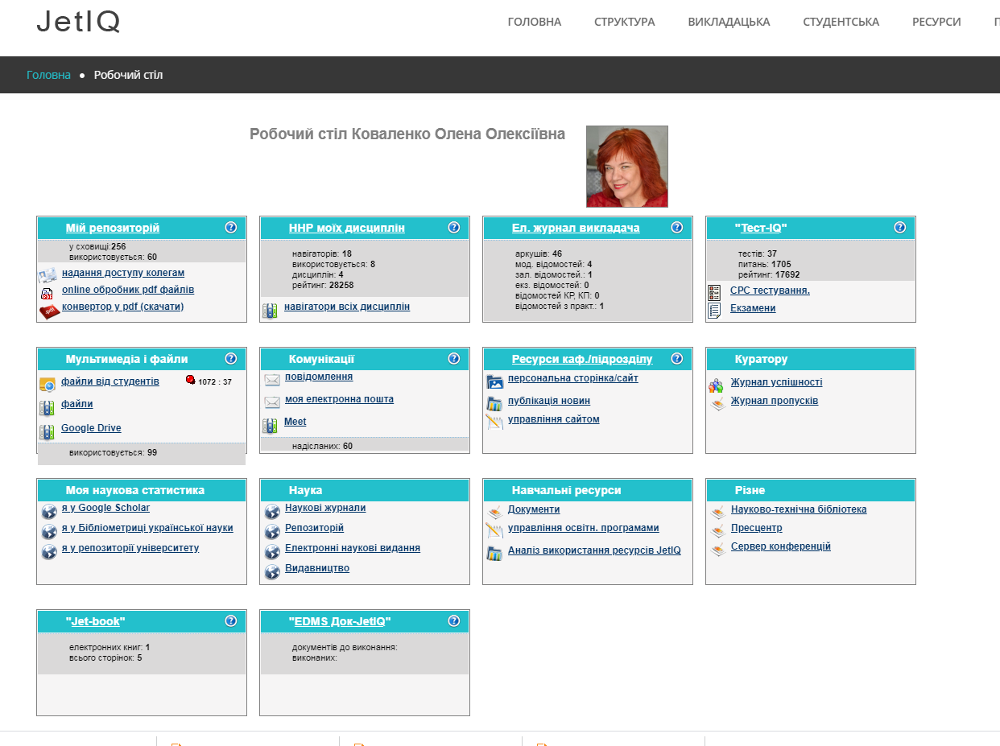 JetIQ
ГОЛОВНА СТРУКТУРА ВИКЛАДАЦЬКА СТУДЕНТСЬКА РЕСУРСИ
Головна ● Робочий стіл
Робочий стіл Коваленко Олена Олексіївна
Мій репозиторій
у сховищі:256
використовується: 60
надання доступу колегам
online обробник pdf файлів
конвертор у pdf (скачати)
ННР моїх дисциплін
навігаторів: 18
використовується: 8
дисциплін: 4
рейтинг: 28258
навігатори всіх дисциплін
Ел. журнал викладача
аркушів: 46
мод. відомостей: 4
зал. відомостей.: 1
екз. відомостей: 0
відомостей КР, КП: 0
відомостей з практ.: 1
"Тест-IQ"
тестів: 37
питань: 1705
рейтинг: 17692
СРС тестування.
Екзамени
Мультимедіа і файли
файли від студентів 1072 : 37
файли
Google Drive
використовується: 99
Комунікації
повідомлення
моя електронна пошта
Meet
надісланих: 60
Ресурси каф./підрозділу
персональна сторінка/сайт
публікація новин
управління сайтом
Куратору
Журнал успішності
Журнал пропусків
Моя наукова статистика
я у Google Scholar
я у Бібліометриці української науки
я у репозиторії університету
Наука
Наукові журнали
Репозиторій
Електронні наукові видання
Видавництво
Навчальні ресурси
Документи
управління освітн. програмами
Аналіз використання ресурсів JetIQ
Різне
Науково-технічна бібліотека
Пресцентр
Сервер конференцій
"Jet-book"
електронних книг: 1
всього сторінок: 5
"EDMS Док-JetIQ"
документів до виконання:
виконаних: